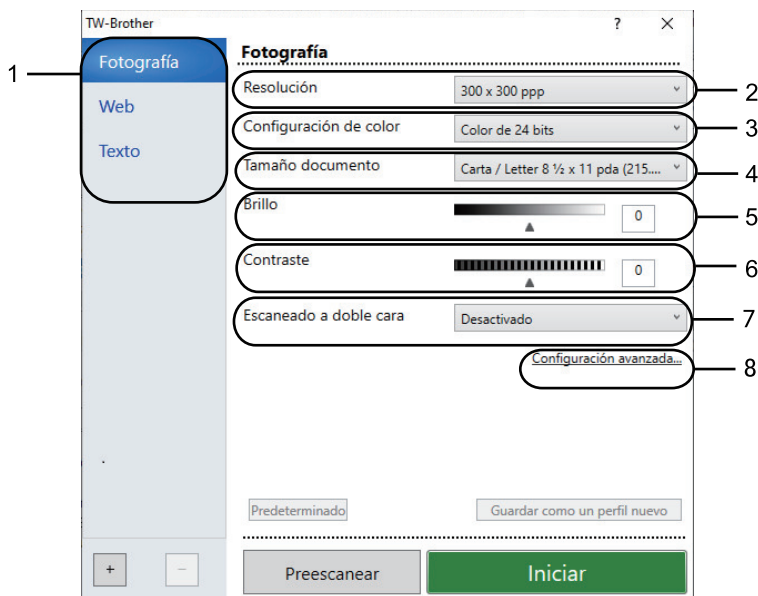 TW-Brother ? ×
Fotografía
Web
Texto
Fotografía
Resolución 300 x 300 ppp
Configuración de color Color de 24 bits
Tamaño documento Carta / Letter 8 ½ x 11 pda (215....
Brillo 0
Contraste 0
Escaneado a doble cara Desactivado
Configuración avanzada...
Predeterminado Guardar como un perfil nuevo
+ − Preescanear Iniciar
1
2
3
4
5
6
7
8